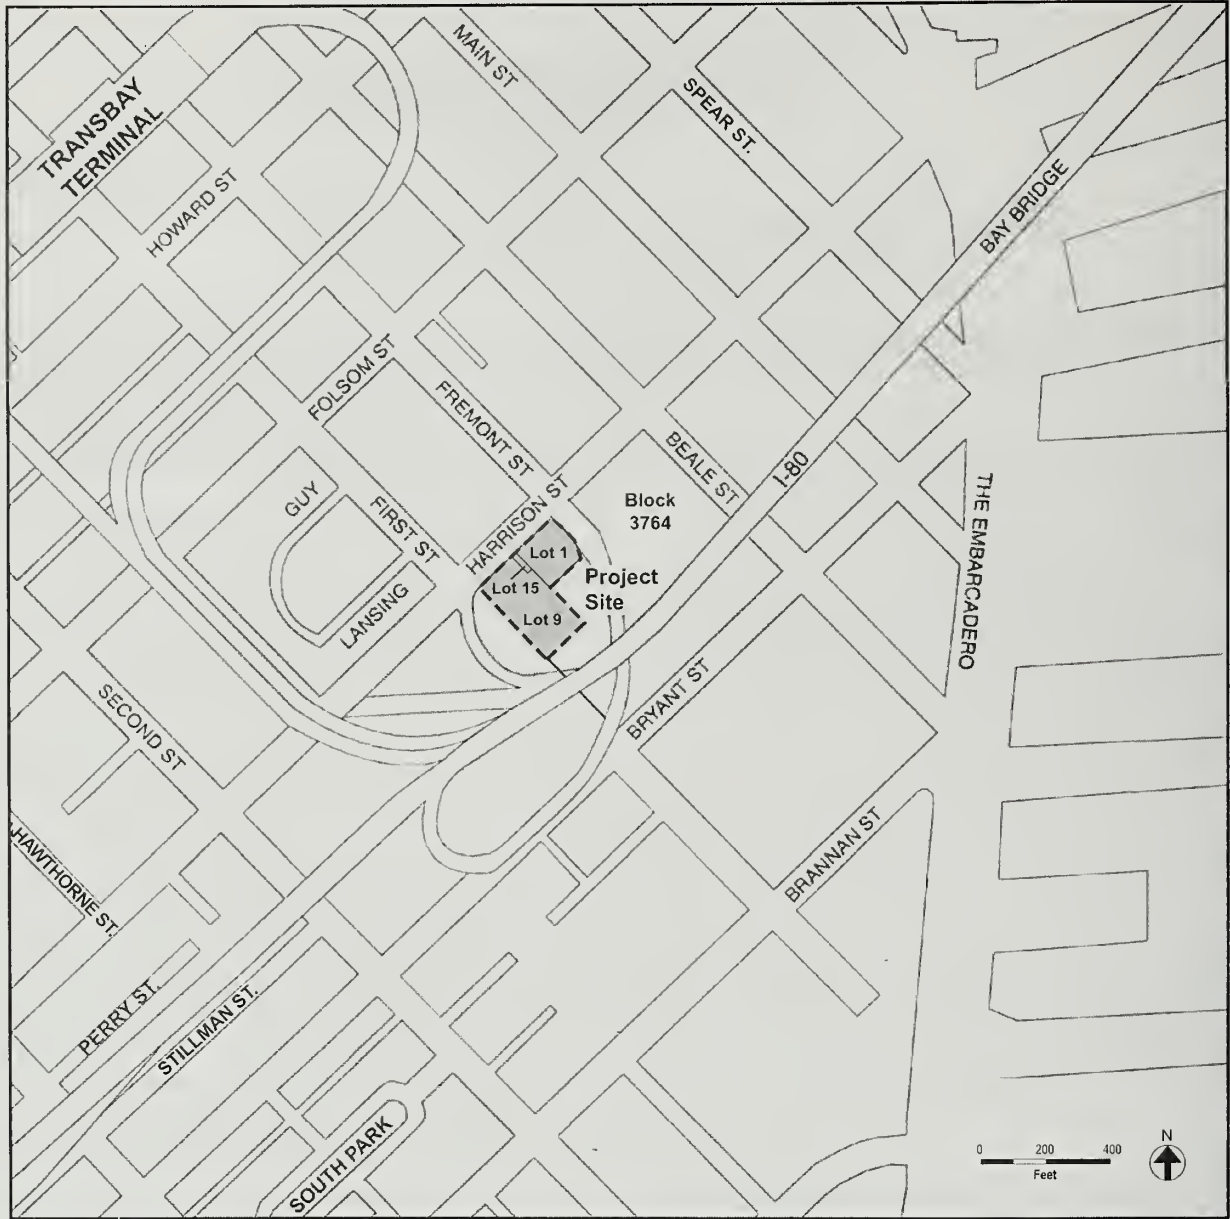 MAIN ST
SPEAR ST.
TRANSBAY
TERMINAL
HOWARD ST
BAY BRIDGE
FOLSOM ST
FREMONT ST
BEALE ST
I-80
HARRISON ST
Block
3764
GUY
FIRST ST
THE EMBARCADERO
Lot 1
Project
Site
Lot 15
LANSING
Lot 9
SECOND ST
BRYANT ST
HAWTHORNE ST.
BRANNAN ST
PERRY ST.
STILLMAN ST.
SOUTH PARK
0 200 400
Feet
N